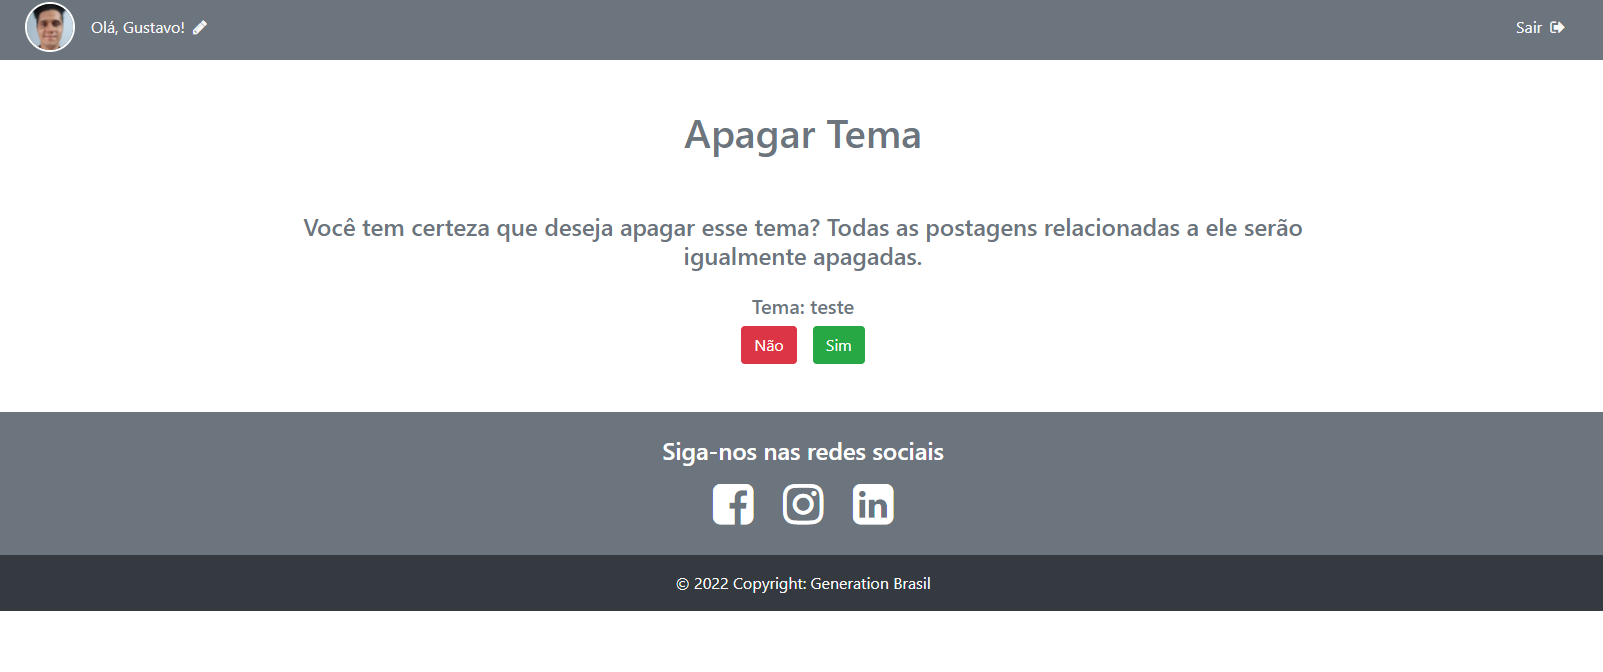 Olá, Gustavo!
Sair
Apagar Tema
Você tem certeza que deseja apagar esse tema? Todas as postagens relacionadas a ele serão
igualmente apagadas.
Tema: teste
Não Sim
Siga-nos nas redes sociais
© 2022 Copyright: Generation Brasil